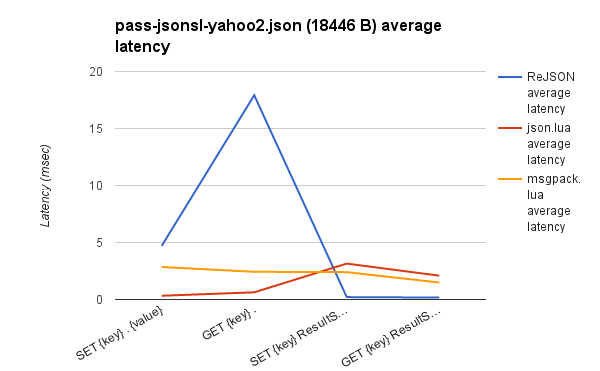 pass-jsonsl-yahoo2.json (18446 B) average
latency
20
15
10
5
0
Latency (msec)
SET {key} . {value}
GET {key} .
SET {key} ResultS...
GET {key} ResultS...
ReJSON
average
latency
json.lua
average
latency
msgpack.
lua
average
latency